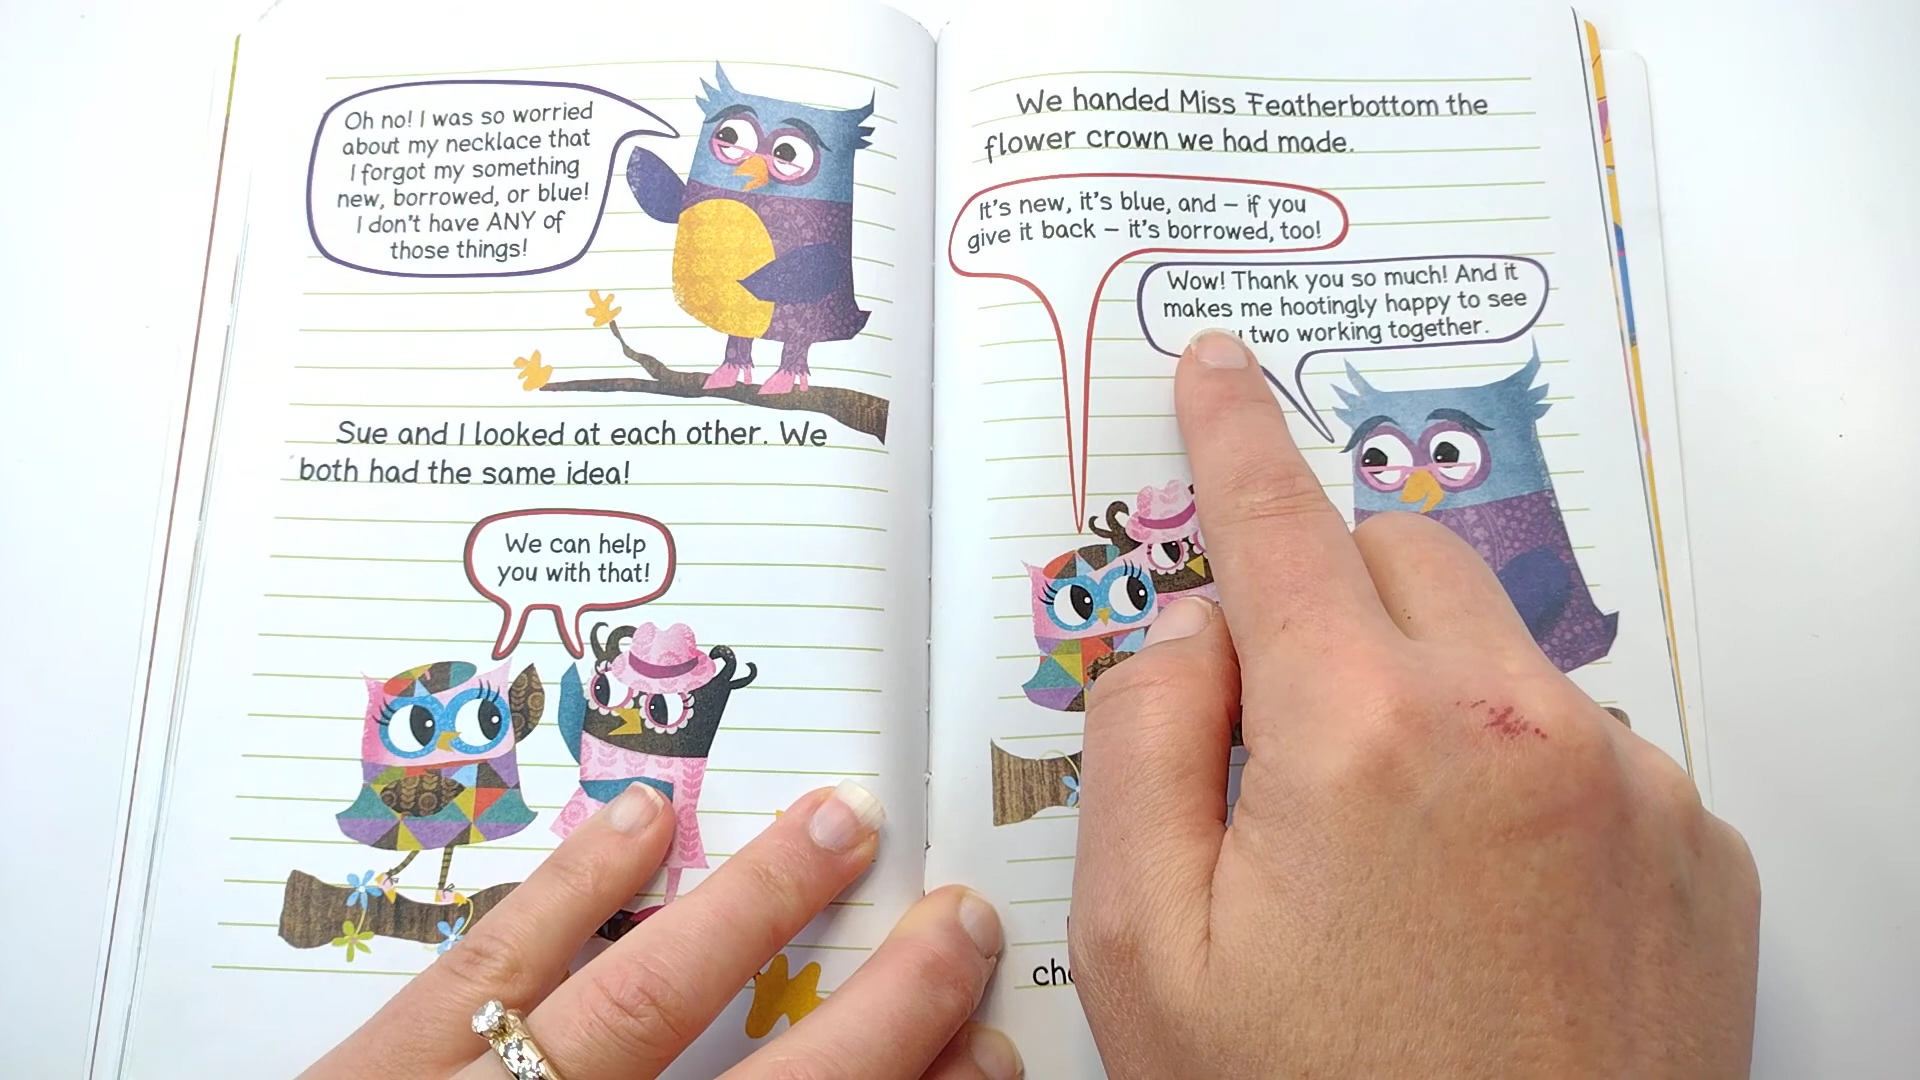 Oh no! I was so worried
about my necklace that
I forgot my something
new, borrowed, or blue!
I don't have ANY of
those things!
Sue and I looked at each other. We
both had the same idea!
We can help
you with that!
We handed Miss Featherbottom the
flower crown we had made.
It's new, it's blue, and – if you
give it back – it's borrowed, too!
Wow! Thank you so much! And it
makes me hootingly happy to see
two working together.